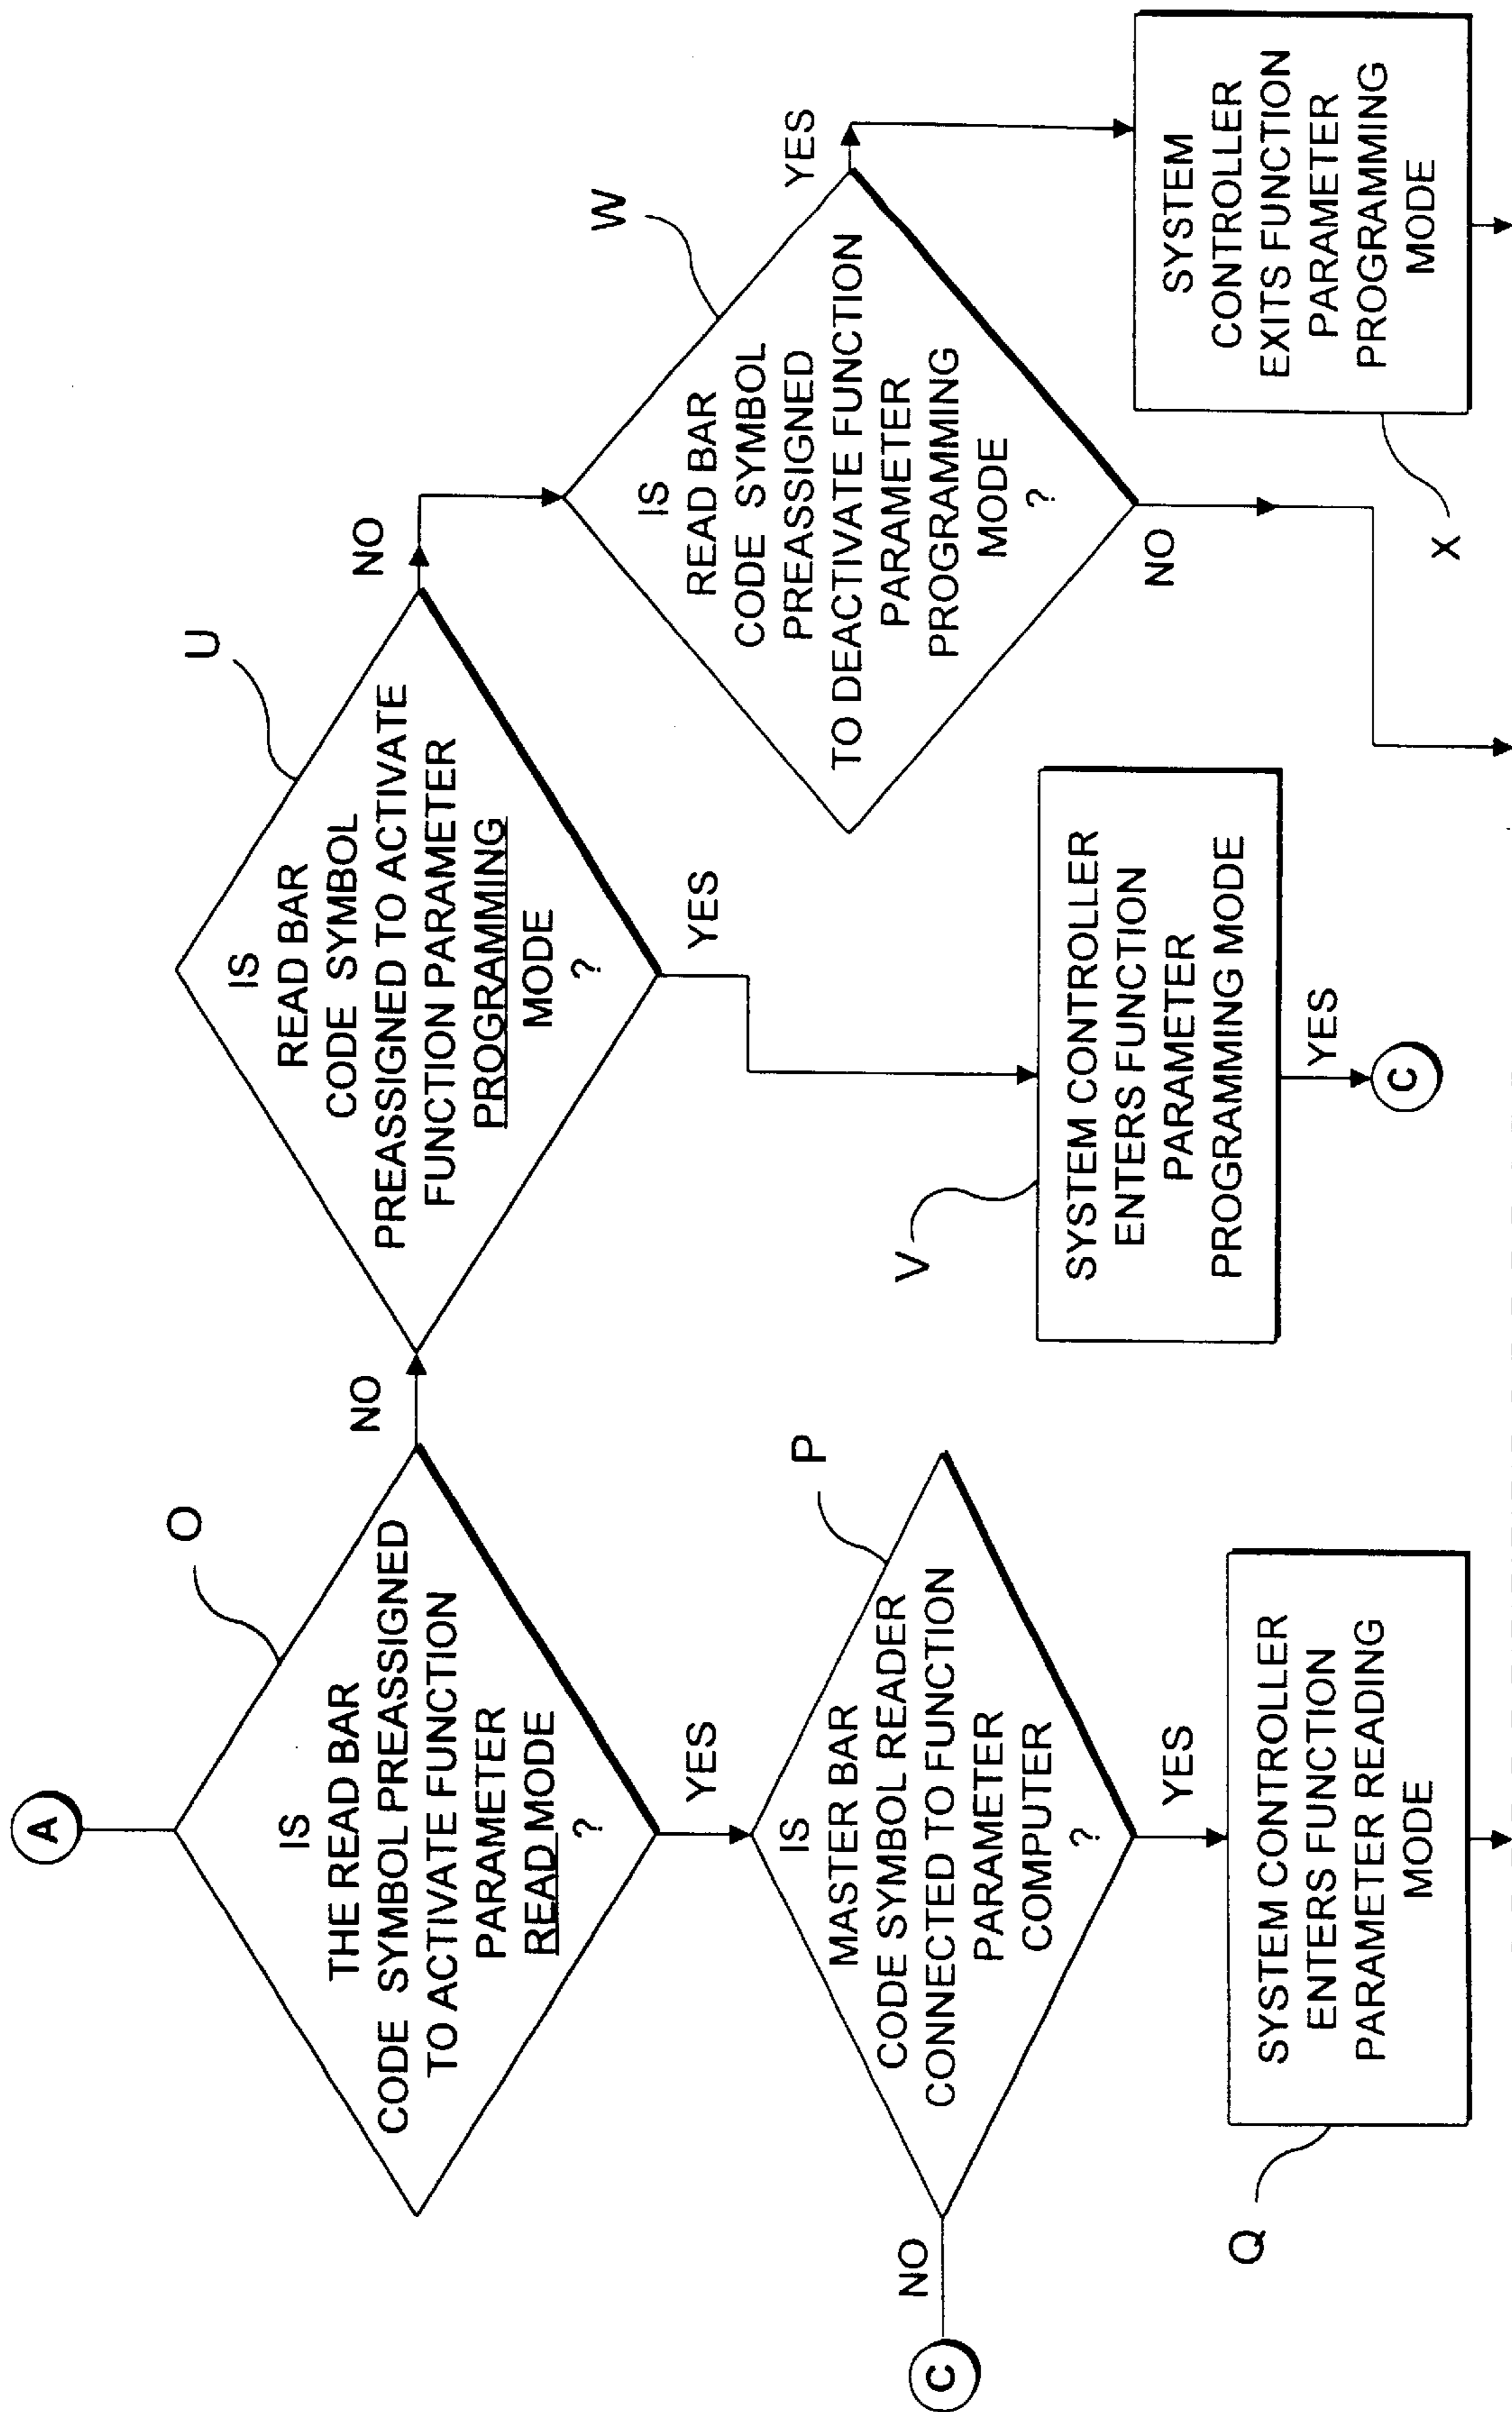 A
O
IS
THE READ BAR
CODE SYMBOL PREASSIGNED
TO ACTIVATE FUNCTION
PARAMETER
READ MODE
?
NO
YES
P
IS
MASTER BAR
CODE SYMBOL READER
CONNECTED TO FUNCTION
PARAMETER
COMPUTER
?
NO
C
YES
Q
SYSTEM CONTROLLER
ENTERS FUNCTION
PARAMETER READING
MODE
U
IS
READ BAR
CODE SYMBOL
PREASSIGNED TO ACTIVATE
FUNCTION PARAMETER
PROGRAMMING
MODE
?
NO
YES
V
SYSTEM CONTROLLER
ENTERS FUNCTION
PARAMETER
PROGRAMMING MODE
YES
C
W
IS
READ BAR
CODE SYMBOL
PREASSIGNED
TO DEACTIVATE FUNCTION
PARAMETER
PROGRAMMING
MODE
?
YES
NO
SYSTEM
CONTROLLER
EXITS FUNCTION
PARAMETER
PROGRAMMING
MODE
X